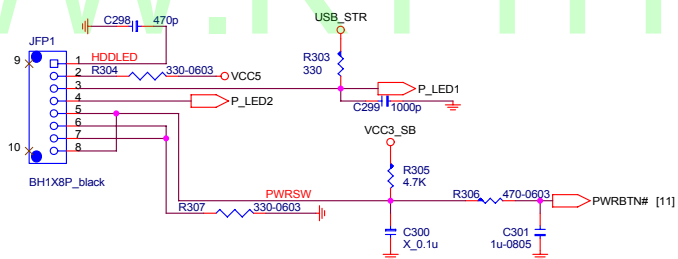 C298 470p
USB_STR
JFP1
9
1 HDDLED
R303
330
2 R304 330-0603 VCC5
3
P_LED1
4 P_LED2
C299 1000p
5
6
7
8
VCC3_SB
10
R305
4.7K
BH1X8P_black
PWRSW
R306 470-0603
PWRBTN# [11]
R307 330-0603
C300
X_0.1u
C301
1u-0805